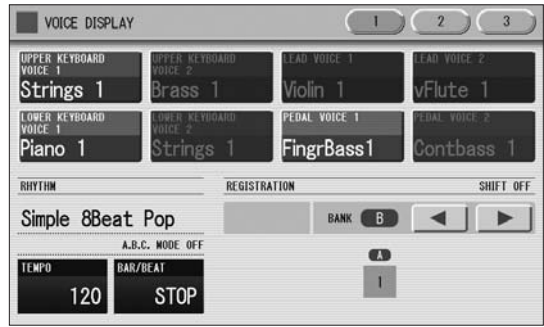 VOICE DISPLAY
1
2
3
UPPER KEYBOARD
VOICE 1
Strings 1
UPPER KEYBOARD
VOICE 2
Brass 1
LEAD VOICE 1
Violin 1
LEAD VOICE 2
vFlute 1
LOWER KEYBOARD
VOICE 1
Piano 1
LOWER KEYBOARD
VOICE 2
Strings 1
PEDAL VOICE 1
FingrBass1
PEDAL VOICE 2
Contbass 1
RHYTHM
REGISTRATION
SHIFT OFF
Simple 8Beat Pop
BANK B
A.B.C. MODE OFF
A
TEMPO
120
BAR/BEAT
STOP
1